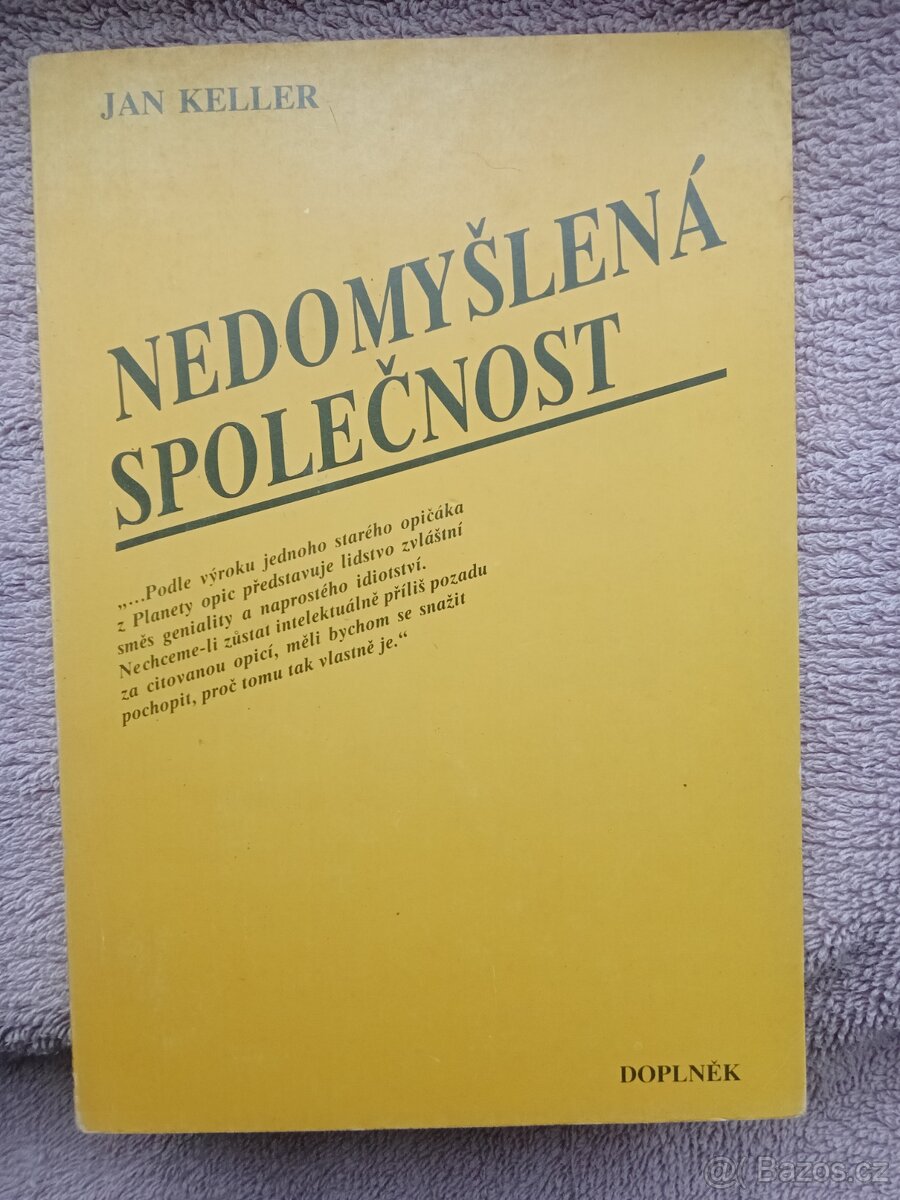 JAN KELLER
NEDOMYŠLENÁ
SPOLEČNOST
„...Podle výroku jednoho starého opičáka
z Planety opic představuje lidstvo zvláštní
směs geniality a naprostého idiotství.
Nechceme-li zůstat intelektuálně příliš pozadu
za citovanou opicí, měli bychom se snažit
pochopit, proč tomu tak vlastně je.“
DOPLNĚK
@( Bazos.cz